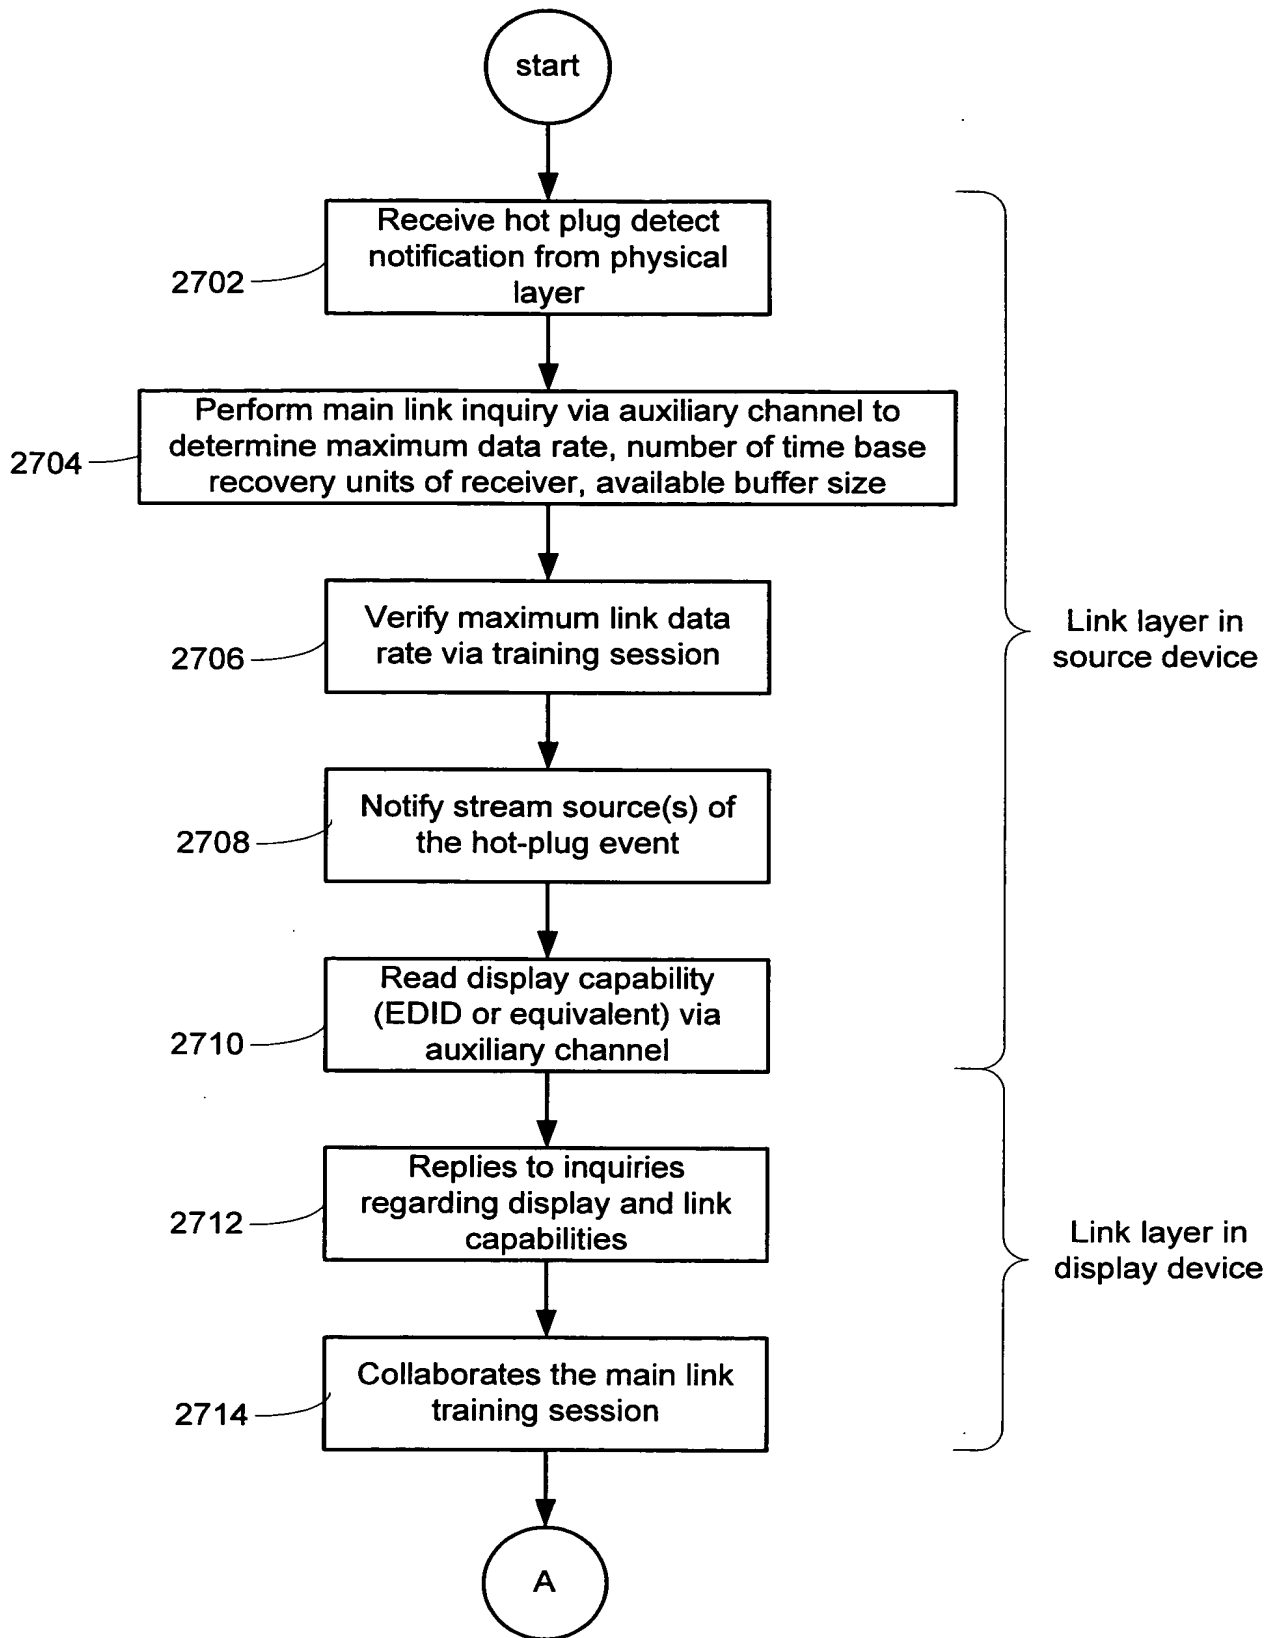 start
Receive hot plug detect
notification from physical
layer
2702
Perform main link inquiry via auxiliary channel to
determine maximum data rate, number of time base
recovery units of receiver, available buffer size
2704
Verify maximum link data
rate via training session
2706
Link layer in
source device
Notify stream source(s) of
the hot-plug event
2708
Read display capability
(EDID or equivalent) via
auxiliary channel
2710
Replies to inquiries
regarding display and link
capabilities
2712
Link layer in
display device
Collaborates the main link
training session
2714
A